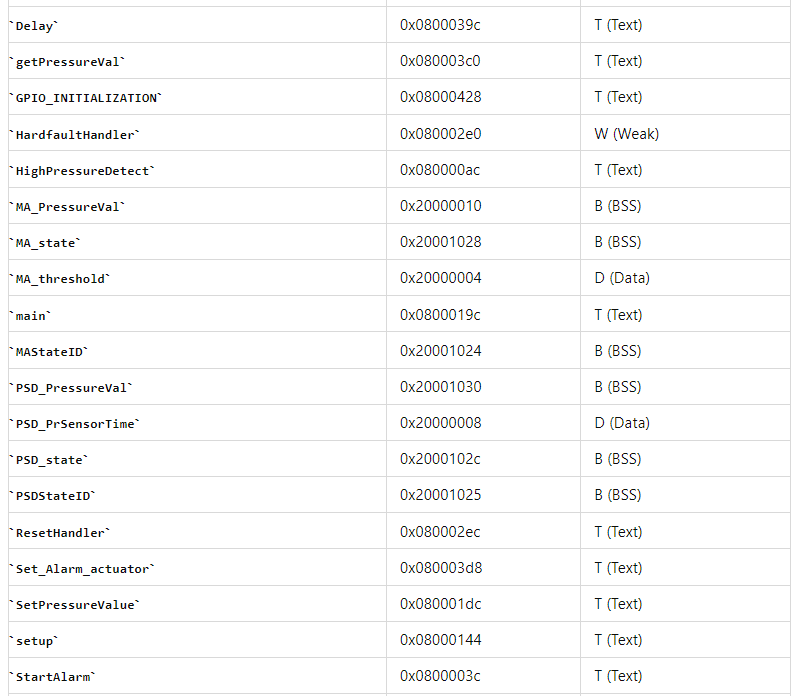 `Delay` 0x0800039c T (Text)
`getPressureVal` 0x080003c0 T (Text)
`GPIO_INITIALIZATION` 0x08000428 T (Text)
`HardfaultHandler` 0x080002e0 W (Weak)
`HighPressureDetect` 0x080000ac T (Text)
`MA_PressureVal` 0x20000010 B (BSS)
`MA_state` 0x20001028 B (BSS)
`MA_threshold` 0x20000004 D (Data)
`main` 0x0800019c T (Text)
`MAStateID` 0x20001024 B (BSS)
`PSD_PressureVal` 0x20001030 B (BSS)
`PSD_PrSensorTime` 0x20000008 D (Data)
`PSD_state` 0x2000102c B (BSS)
`PSDStateID` 0x20001025 B (BSS)
`ResetHandler` 0x080002ec T (Text)
`Set_Alarm_actuator` 0x080003d8 T (Text)
`SetPressureValue` 0x080001dc T (Text)
`setup` 0x08000144 T (Text)
`StartAlarm` 0x0800003c T (Text)